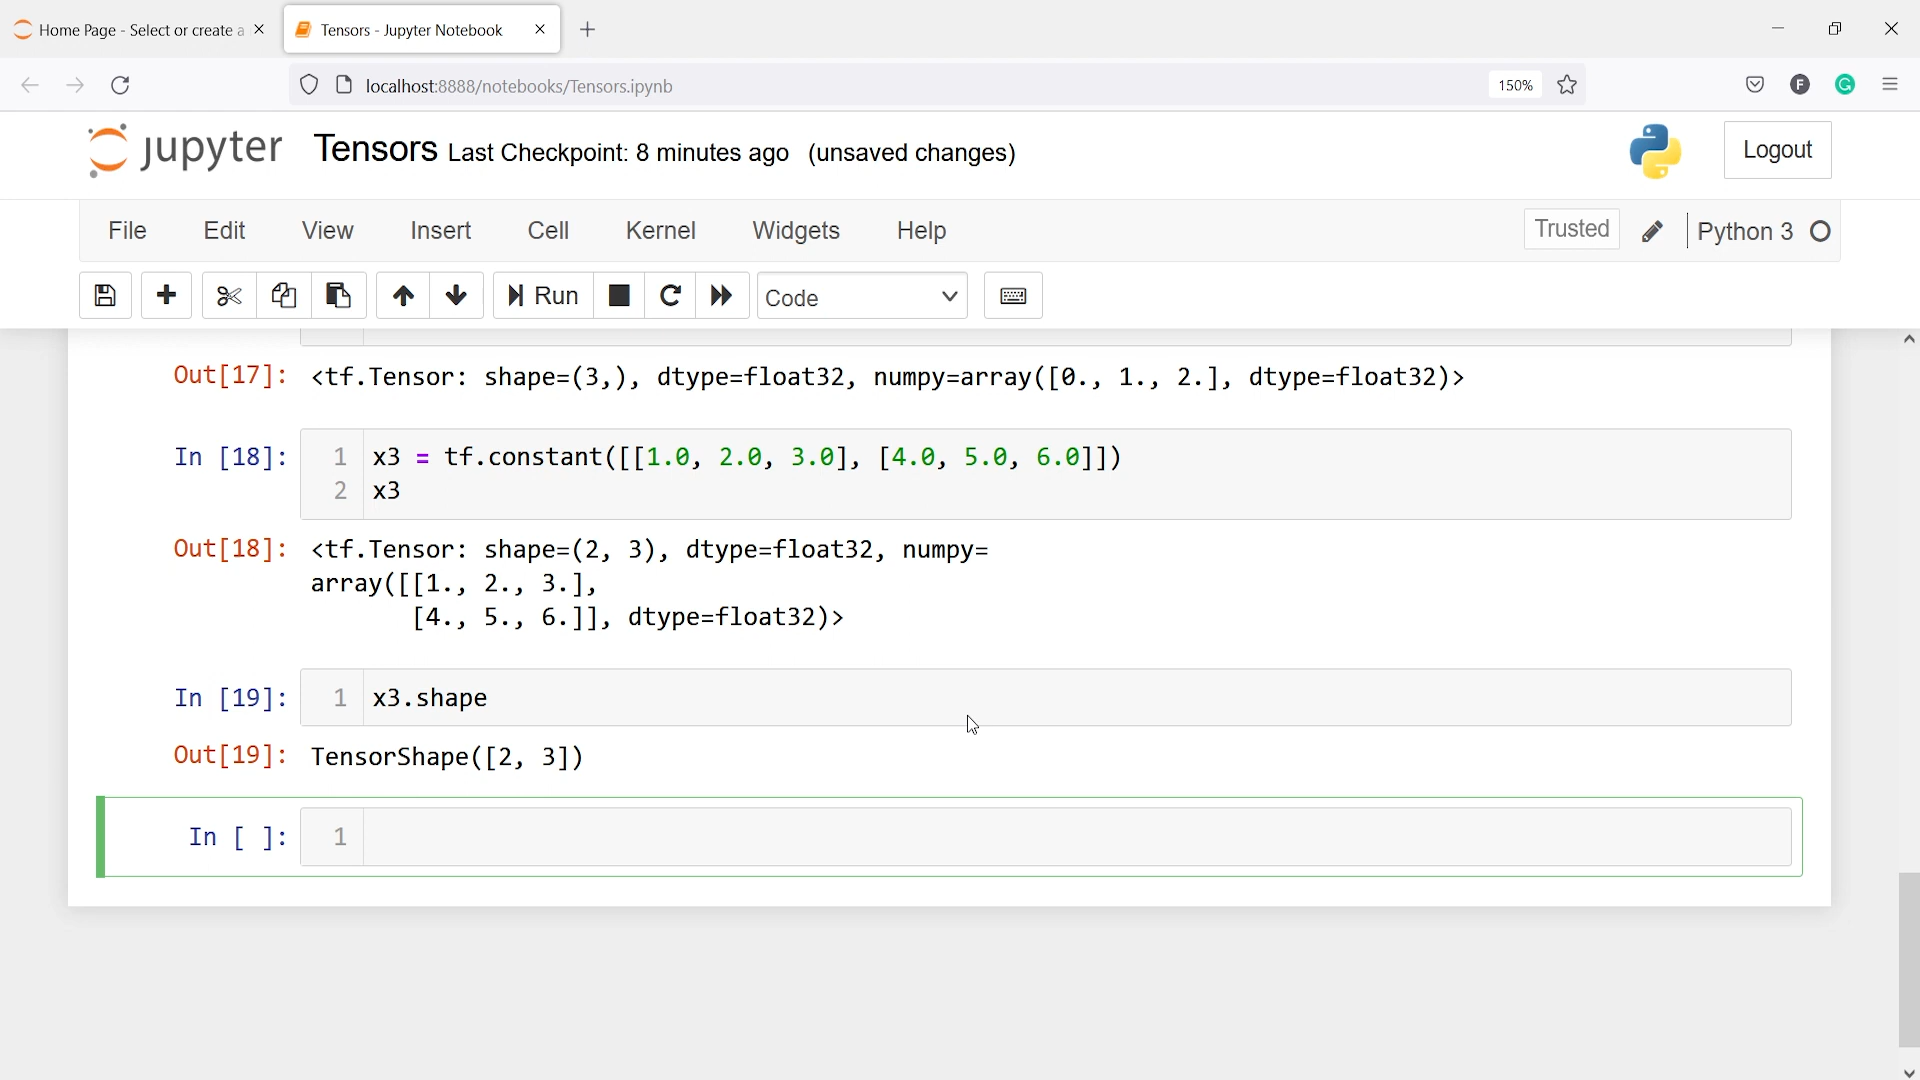 Home Page - Select or create a
Tensors - Jupyter Notebook
localhost:8888/notebooks/Tensors.ipynb
150%
F
G
jupyter Tensors Last Checkpoint: 8 minutes ago (unsaved changes)
Logout
File Edit View Insert Cell Kernel Widgets Help
Trusted
Python 3
Run
Code
Out[17]: <tf.Tensor: shape=(3,), dtype=float32, numpy=array([0., 1., 2.], dtype=float32)>
In [18]: 1 x3 = tf.constant([[1.0, 2.0, 3.0], [4.0, 5.0, 6.0]])
2 x3
Out[18]: <tf.Tensor: shape=(2, 3), dtype=float32, numpy=
array([[1., 2., 3.],
[4., 5., 6.]], dtype=float32)>
In [19]: 1 x3.shape
Out[19]: TensorShape([2, 3])
In [ ]: 1